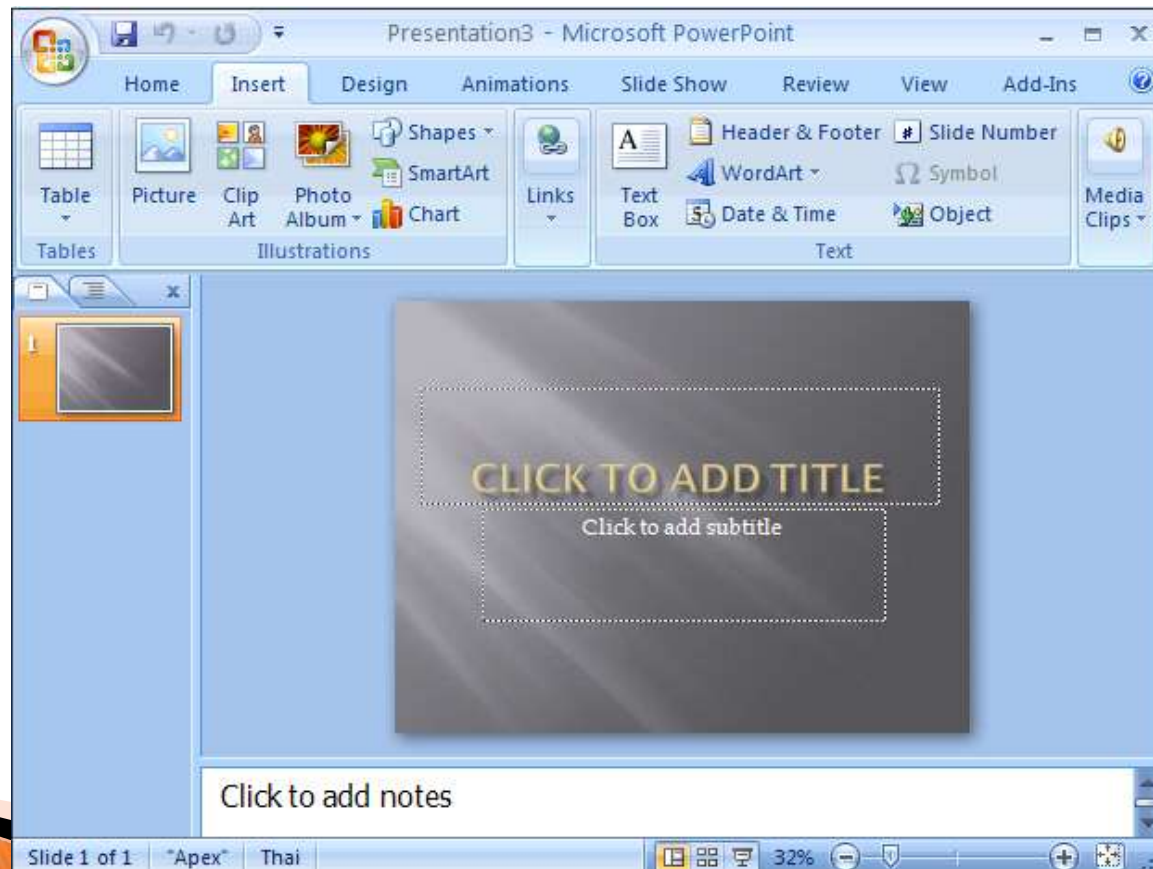 Presentation3 - Microsoft PowerPoint
Home Insert Design Animations Slide Show Review View Add-Ins
Table Picture Clip Art Photo Album Shapes SmartArt Chart Links Text Box Header & Footer WordArt Date & Time # Slide Number Ω Symbol Object Media Clips
Tables Illustrations Text
1
CLICK TO ADD TITLE
Click to add subtitle
Click to add notes
Slide 1 of 1 "Apex" Thai 32%